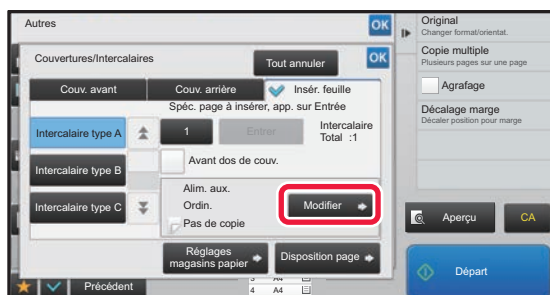 Autres
OK
Couvertures/Intercalaires
Tout annuler
OK
Couv. avant
Couv. arrière
Insér. feuille
Spéc. page à insérer, app. sur Entrée
Intercalaire type A
1
Entrer
Intercalaire
Total :1
Avant dos de couv.
Intercalaire type B
Alim. aux.
Ordin.
Pas de copie
Modifier
Intercalaire type C
Réglages
magasins papier
Disposition page
Précédent
4 A4
Original
Changer format/orientat.
Copie multiple
Plusieurs pages sur une page
Agrafage
Décalage marge
Décaler position pour marge
Aperçu
CA
Départ